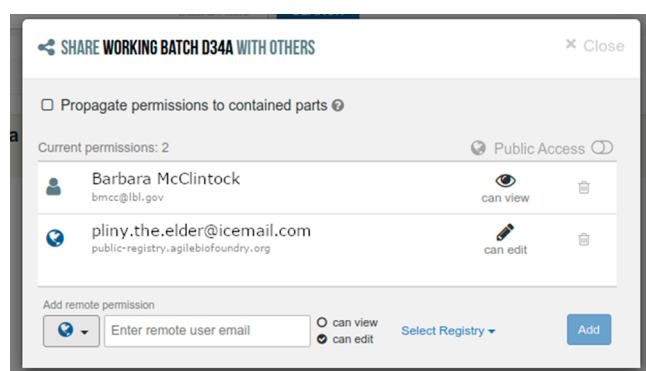 SHARE WORKING BATCH D34A WITH OTHERS
× Close
Propagate permissions to contained parts
Current permissions: 2
Public Access
Barbara McClintock
bmcc@lbl.gov
can view
pliny.the.elder@icemail.com
public-registry.agilebiofoundry.org
can edit
Add remote permission
Enter remote user email
can view
can edit
Select Registry
Add